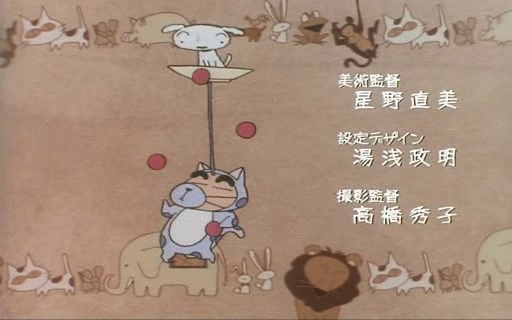 美術監督
星野直美
設定デザイン
湯浅政明
撮影監督
高橋秀子